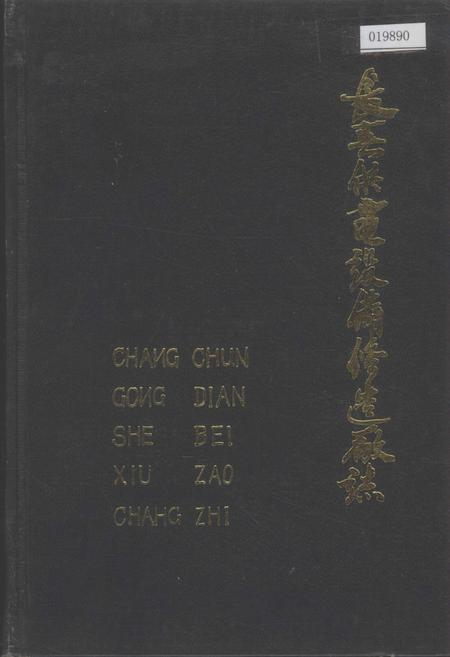 019890
長春供電設備修造廠誌
CHANG CHUN
GONG DIAN
SHE BEI
XIU ZAO
CHANG ZHI